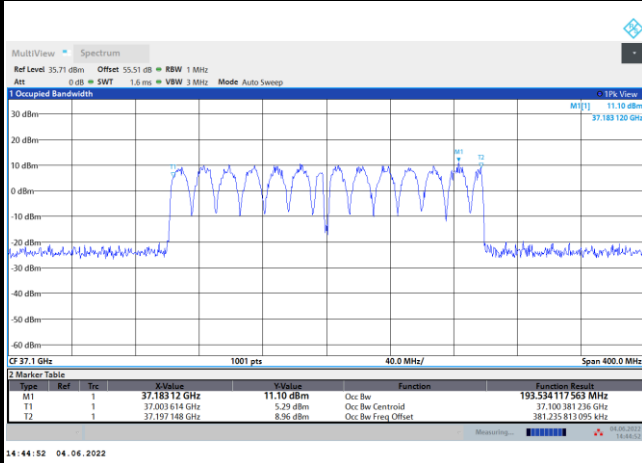 MultiView Spectrum
Ref Level 35.71 dBm Offset 55.51 dB RBW 1 MHz
Att 0 dB SWT 1.6 ms VBW 3 MHz Mode Auto Sweep
1 Occupied Bandwidth 1Pk View
M1[1] 11.10 dBm
37.183 120 GHz
30 dBm
20 dBm
M1
T1 T2
10 dBm
0 dBm
-10 dBm
-20 dBm
-30 dBm
-40 dBm
-50 dBm
-60 dBm
CF 37.1 GHz 1001 pts 40.0 MHz/ Span 400.0 MHz
2 Marker Table
Type Ref Trc X-Value Y-Value Function Function Result
M1 1 37.183 12 GHz 11.10 dBm Occ Bw 193.534 117 563 MHz
T1 1 37.003 614 GHz 5.29 dBm Occ Bw Centroid 37.100 381 236 GHz
T2 1 37.197 148 GHz 8.96 dBm Occ Bw Freq Offset 381.235 813 095 kHz
Measuring... 04.06.2022
14:44:52
14:44:52 04.06.2022